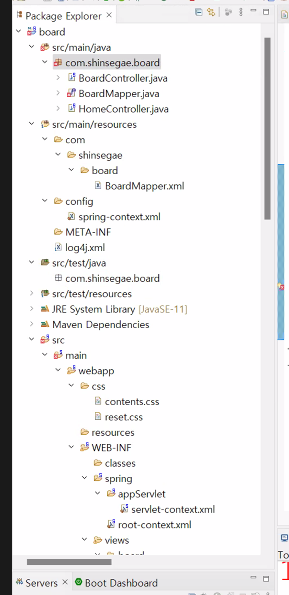 Package Explorer
board
src/main/java
com.shinsegae.board
BoardController.java
BoardMapper.java
HomeController.java
src/main/resources
com
shinsegae
board
BoardMapper.xml
config
spring-context.xml
META-INF
log4j.xml
src/test/java
com.shinsegae.board
src/test/resources
JRE System Library [JavaSE-11]
Maven Dependencies
src
main
webapp
css
contents.css
reset.css
resources
WEB-INF
classes
spring
appServlet
servlet-context.xml
root-context.xml
views
To
Servers
Boot Dashboard